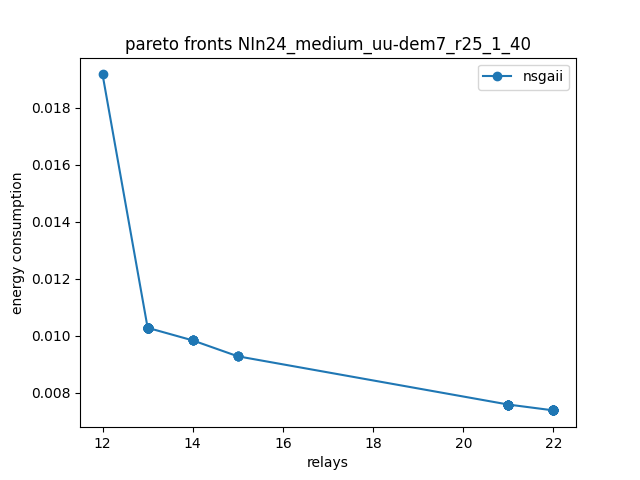 pareto fronts NIn24_medium_uu-dem7_r25_1_40
nsgaii
energy consumption
0.018
0.016
0.014
0.012
0.010
0.008
12 14 16 18 20 22
relays